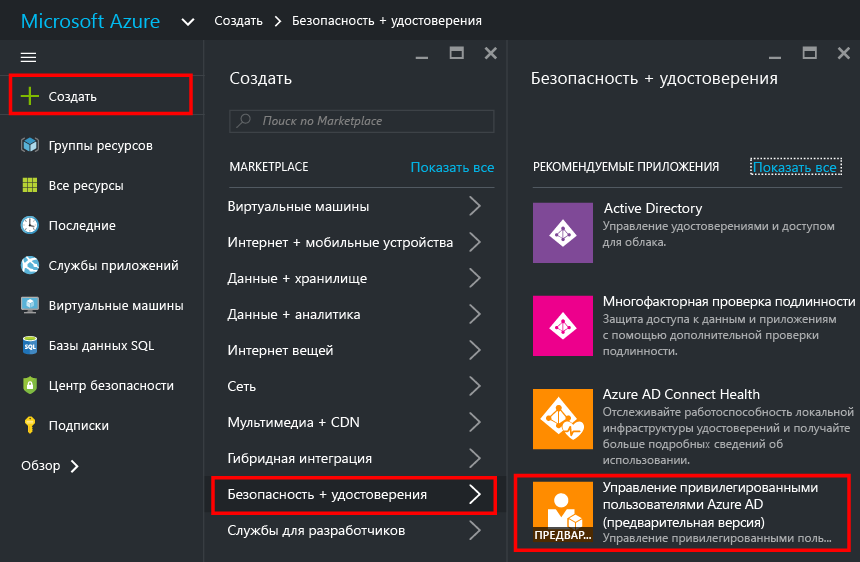 Microsoft Azure
Создать > Безопасность + удостоверения
Создать
Группы ресурсов
Все ресурсы
Последние
Службы приложений
Виртуальные машины
Базы данных SQL
SQL
Центр безопасности
Подписки
Обзор
Создать
Поиск по Marketplace
MARKETPLACE
Показать все
Виртуальные машины
Интернет + мобильные устройства
Данные + хранилище
Данные + аналитика
Интернет вещей
Сеть
Мультимедиа + CDN
Гибридная интеграция
Безопасность + удостоверения
Службы для разработчиков
Безопасность + удостоверения
РЕКОМЕНДУЕМЫЕ ПРИЛОЖЕНИЯ
Показать все
Active Directory
Управление удостоверениями и доступом
для облака.
Многофакторная проверка подлинности
Защита доступа к данным и приложениям
с помощью дополнительной проверки
подлинности.
Azure AD Connect Health
Отслеживайте работоспособность локальной
инфраструктуры удостоверений и получайте
больше подробных сведений об
использовании.
Управление привилегированными
пользователями Azure AD
(предварительная версия)
Управление привилегированными поль...
ПРЕДВАР...